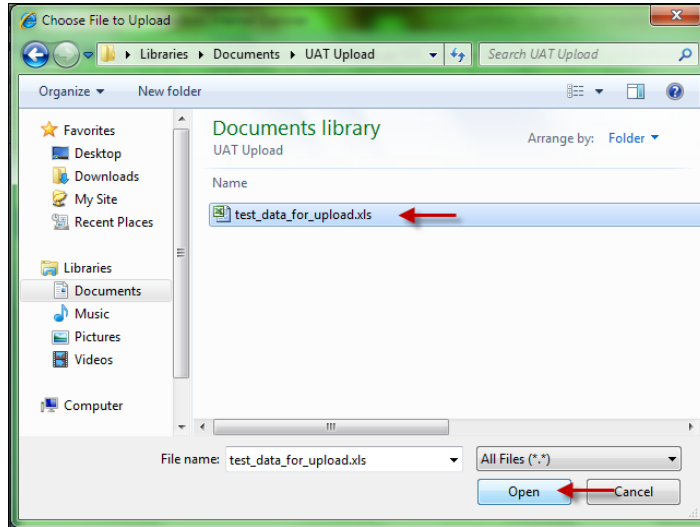 Choose File to Upload
Libraries Documents UAT Upload
Search UAT Upload
Organize
New folder
Favorites
Desktop
Downloads
My Site
Recent Places
Libraries
Documents
Music
Pictures
Videos
Computer
Documents library
UAT Upload
Arrange by: Folder
Name
test_data_for_upload.xls
File name: test_data_for_upload.xls
All Files (*.*)
Open
Cancel